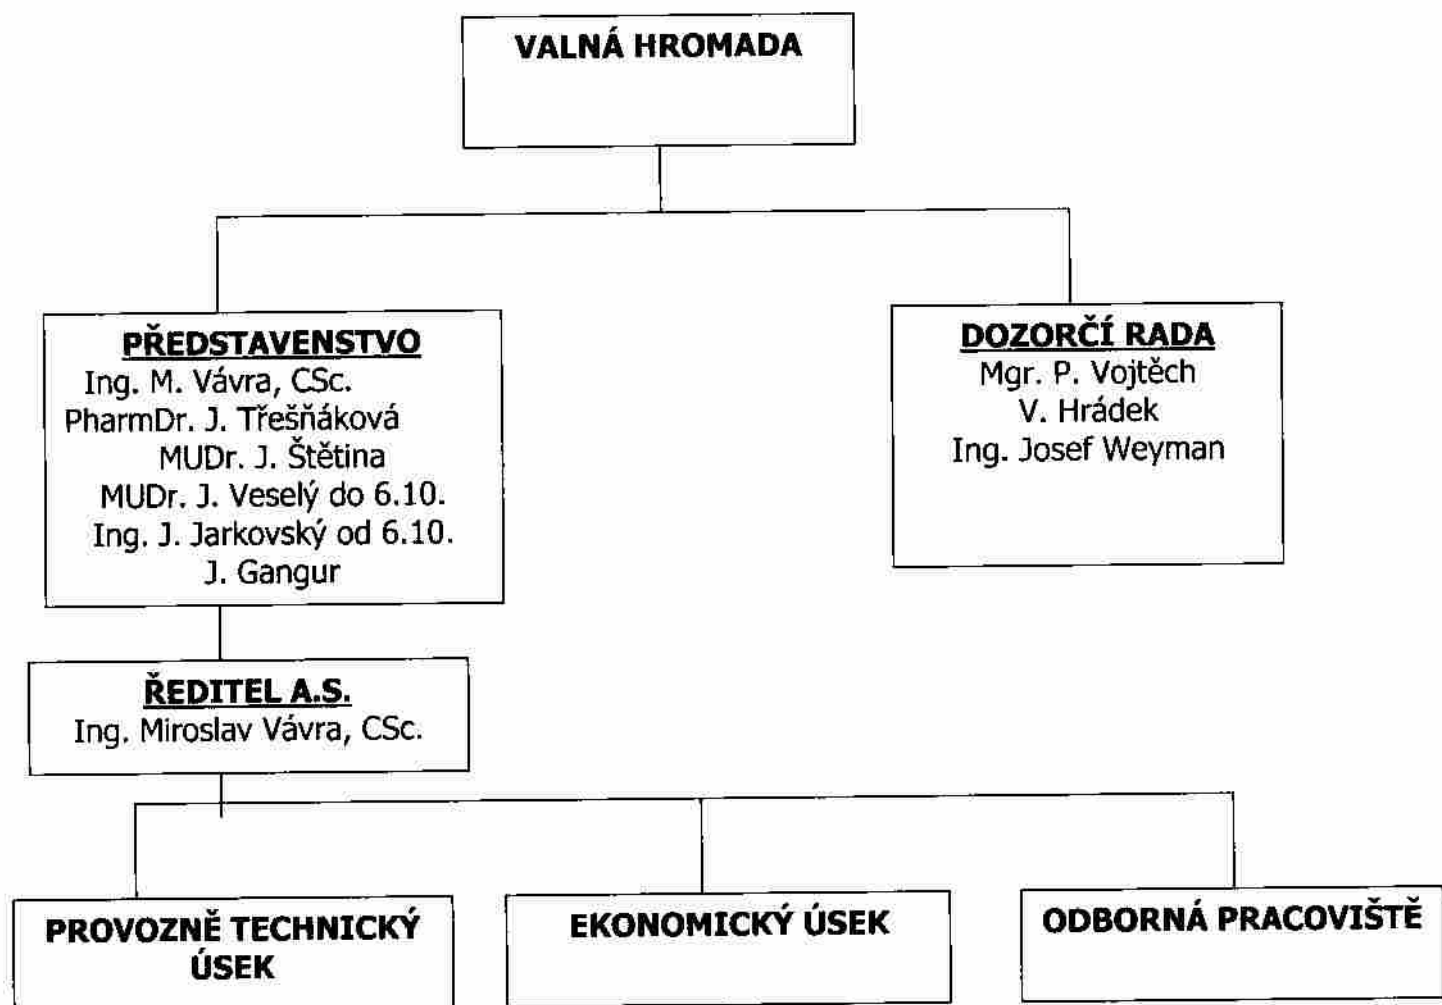 VALNÁ HROMADA
PŘEDSTAVENSTVO
Ing. M. Vávra, CSc.
PharmDr. J. Třešňáková
MUDr. J. Štětina
MUDr. J. Veselý do 6.10.
Ing. J. Jarkovský od 6.10.
J. Gangur
DOZORČÍ RADA
Mgr. P. Vojtěch
V. Hrádek
Ing. Josef Weyman
ŘEDITEL A.S.
Ing. Miroslav Vávra, CSc.
PROVOZNĚ TECHNICKÝ
ÚSEK
EKONOMICKÝ ÚSEK
ODBORNÁ PRACOVIŠTĚ